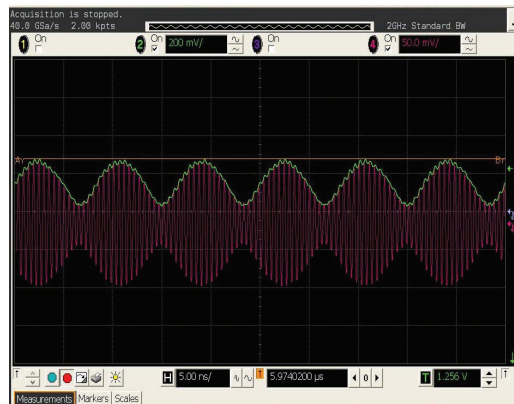 Acquisition is stopped.
40.0 GSa/s 2.00 kpts
2GHz Standard BW
1 On 2 On 200 mV/ 3 On 4 On 50.0 mV/
Ay By
H 5.00 ns/ 5.9740200 µs 0 T 1.256 V
Measurements Markers Scales